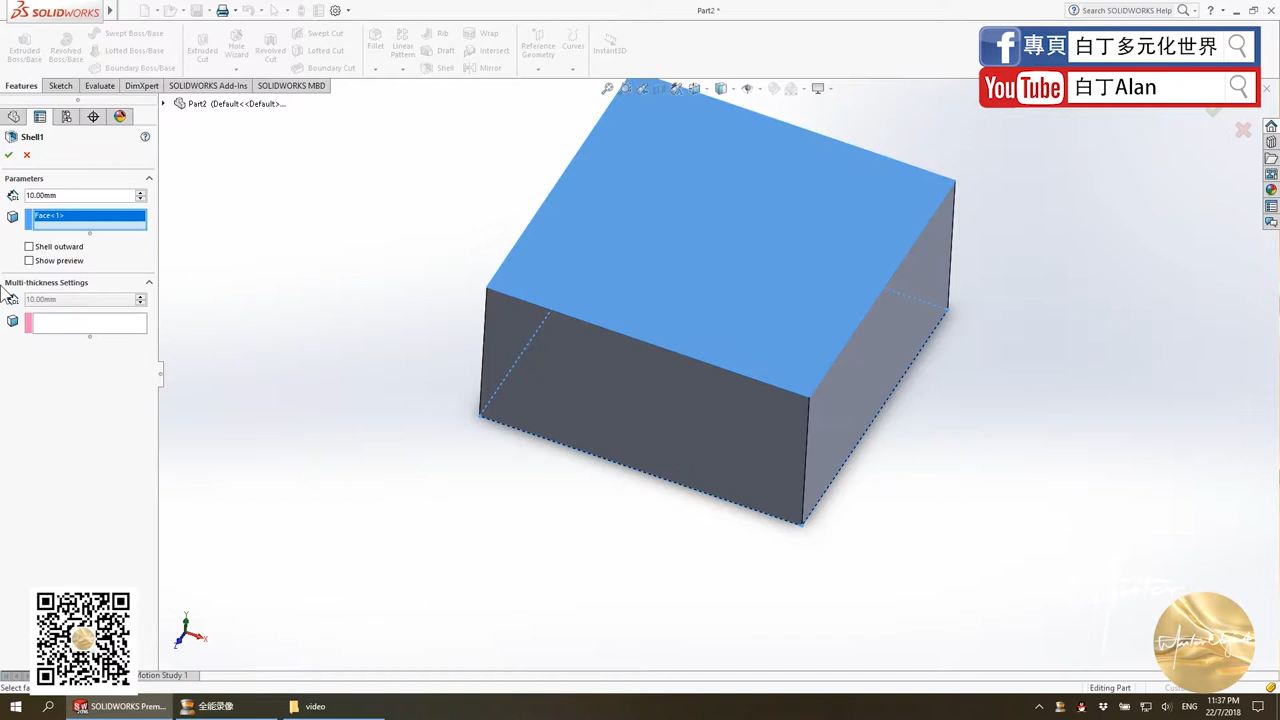 SOLIDWORKS
Part2 *
Search SOLIDWORKS Help
Extruded Boss/Base
Revolved Boss/Base
Swept Boss/Base
Lofted Boss/Base
Boundary Boss/Base
Extruded Cut
Hole Wizard
Revolved Cut
Swept Cut
Lofted Cut
Boundary Cut
Fillet
Linear Pattern
Rib
Draft
Shell
Wrap
Intersect
Mirror
Reference Geometry
Curves
Instant3D
專頁
白丁多元化世界
YouTube
白丁Alan
Features
Sketch
Evaluate
DimXpert
SOLIDWORKS Add-Ins
SOLIDWORKS MBD
Part2 (Default<<Default>...
Shell1
Parameters
10.00mm
Face<1>
Shell outward
Show preview
Multi-thickness Settings
10.00mm
Y
X
Z
Motion Study 1
Select fa
Editing Part
SOLIDWORKS Prem...
全能录像
video
ENG
11:37 PM
22/7/2018